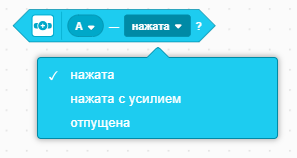 A — нажата ?
✓ нажата
нажата с усилием
отпущена